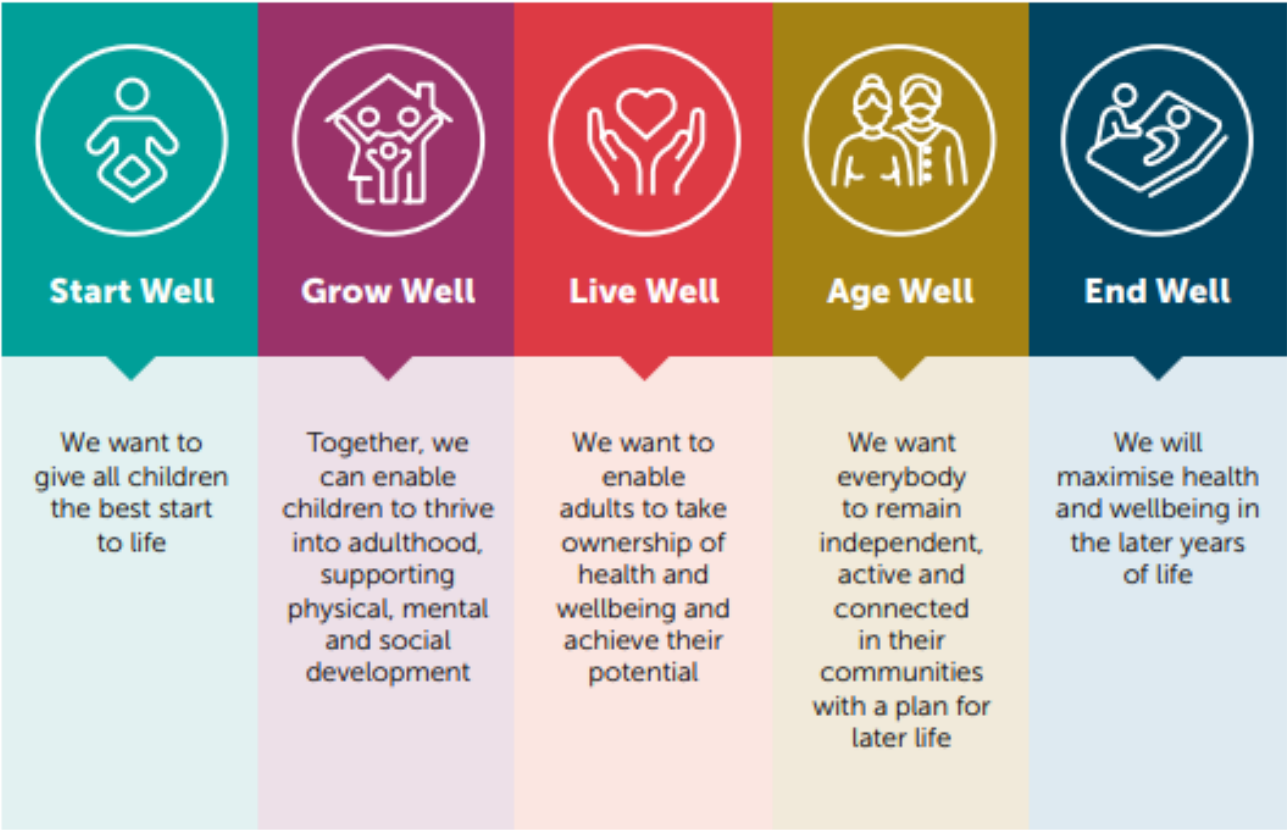 Start Well
We want to
give all children
the best start
to life
Grow Well
Together, we
can enable
children to thrive
into adulthood,
supporting
physical, mental
and social
development
Live Well
We want to
enable
adults to take
ownership of
health and
wellbeing and
achieve their
potential
Age Well
We want
everybody
to remain
independent,
active and
connected
in their
communities
with a plan for
later life
End Well
We will
maximise health
and wellbeing in
the later years
of life